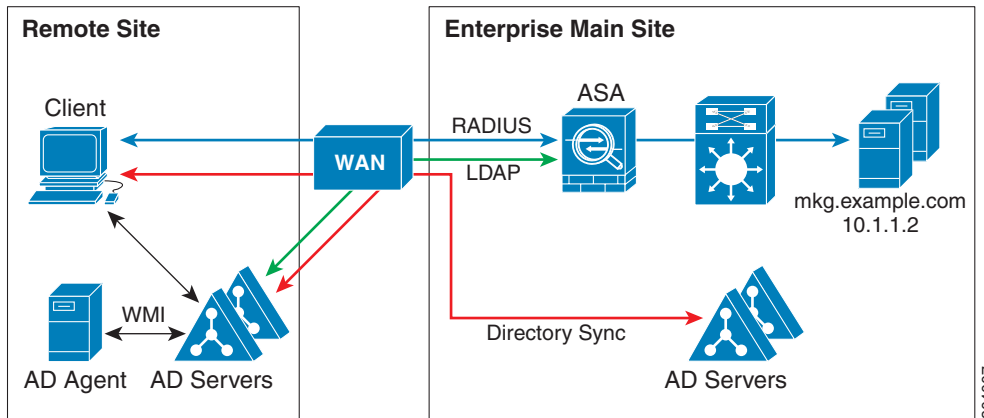 Remote Site
Enterprise Main Site
Client
ASA
RADIUS
WAN
LDAP
mkg.example.com
10.1.1.2
WMI
Directory Sync
AD Agent
AD Servers
AD Servers